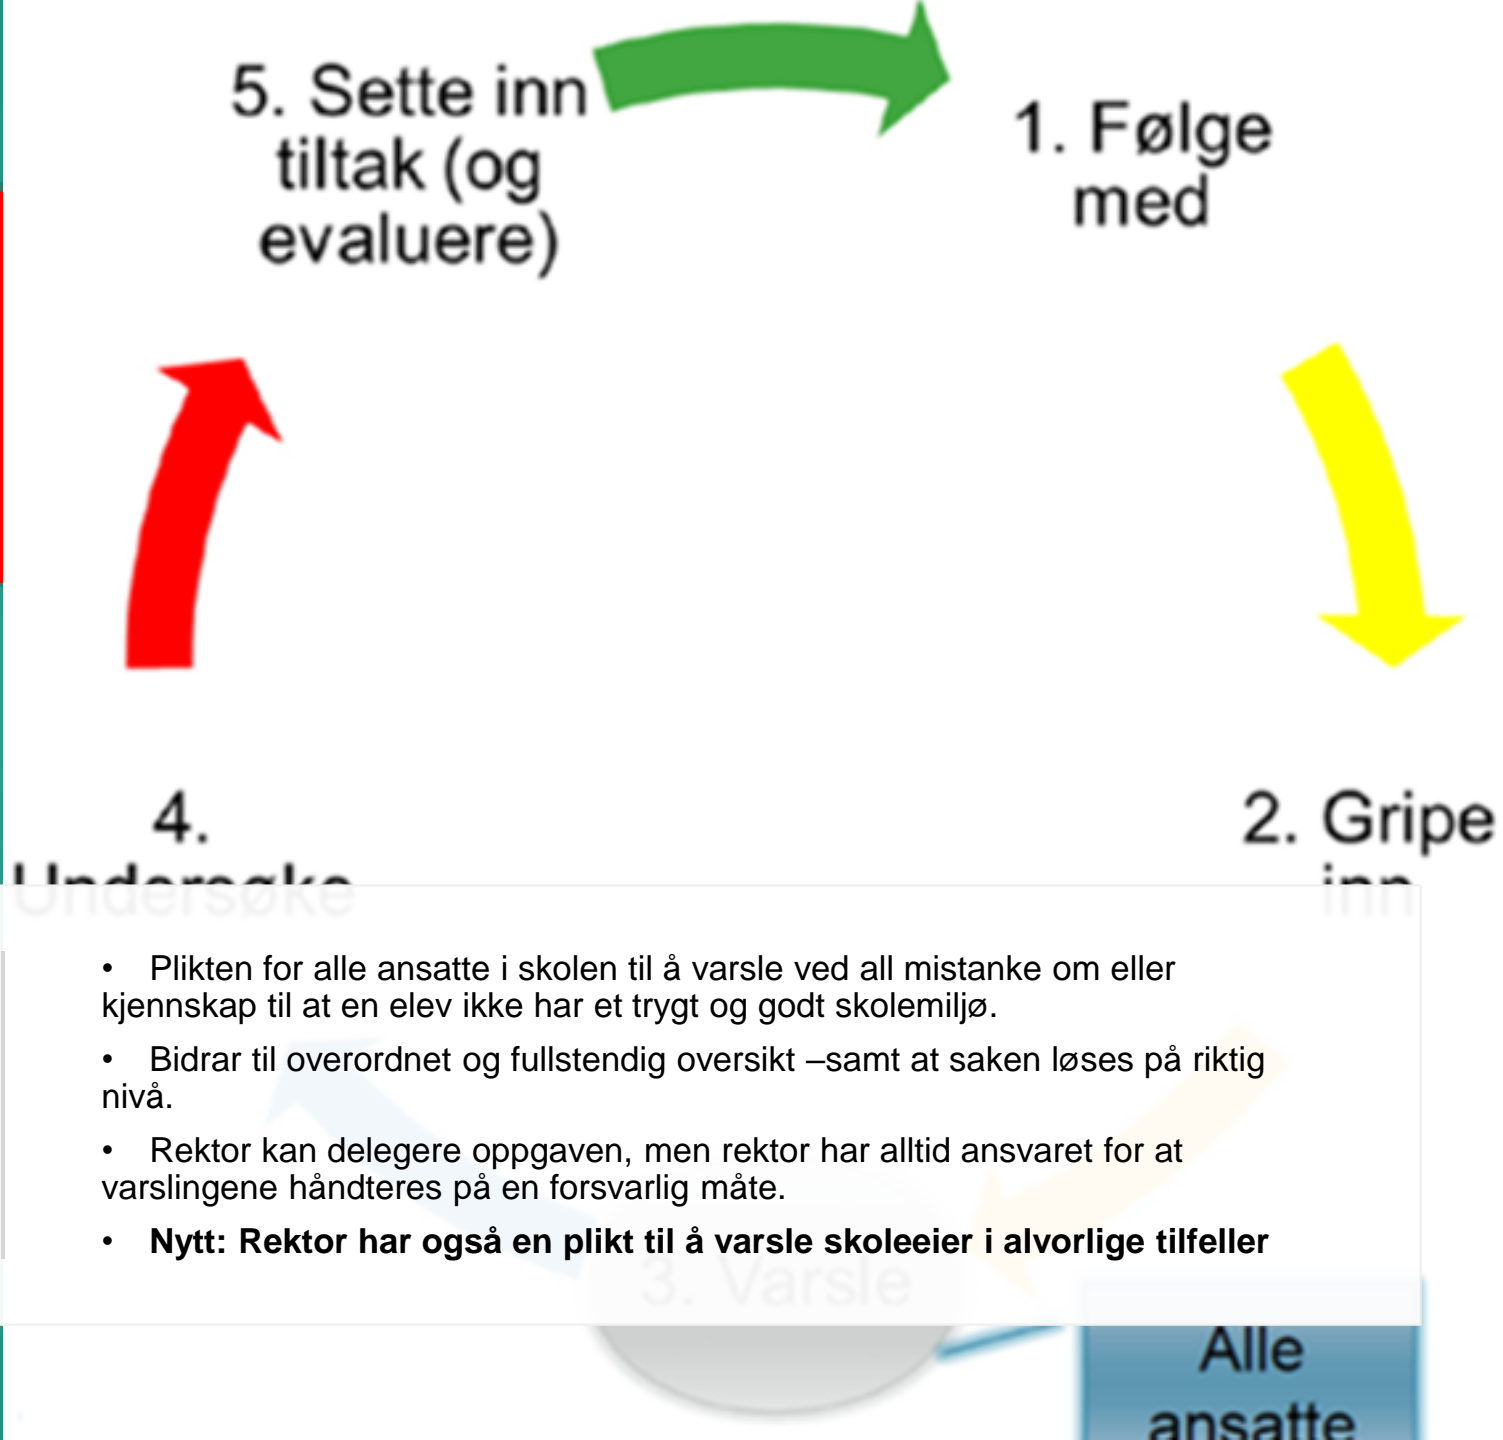 5. Sette inn
tiltak (og
evaluere)
1. Følge
med
4.
Undersøke
2. Gripe
inn
• Plikten for alle ansatte i skolen til å varsle ved all mistanke om eller
kjennskap til at en elev ikke har et trygt og godt skolemiljø.
• Bidrar til overordnet og fullstendig oversikt –samt at saken løses på riktig
nivå.
• Rektor kan delegere oppgaven, men rektor har alltid ansvaret for at
varslingene håndteres på en forsvarlig måte.
• Nytt: Rektor har også en plikt til å varsle skoleeier i alvorlige tilfeller
3. Varsle
Alle
ansatte